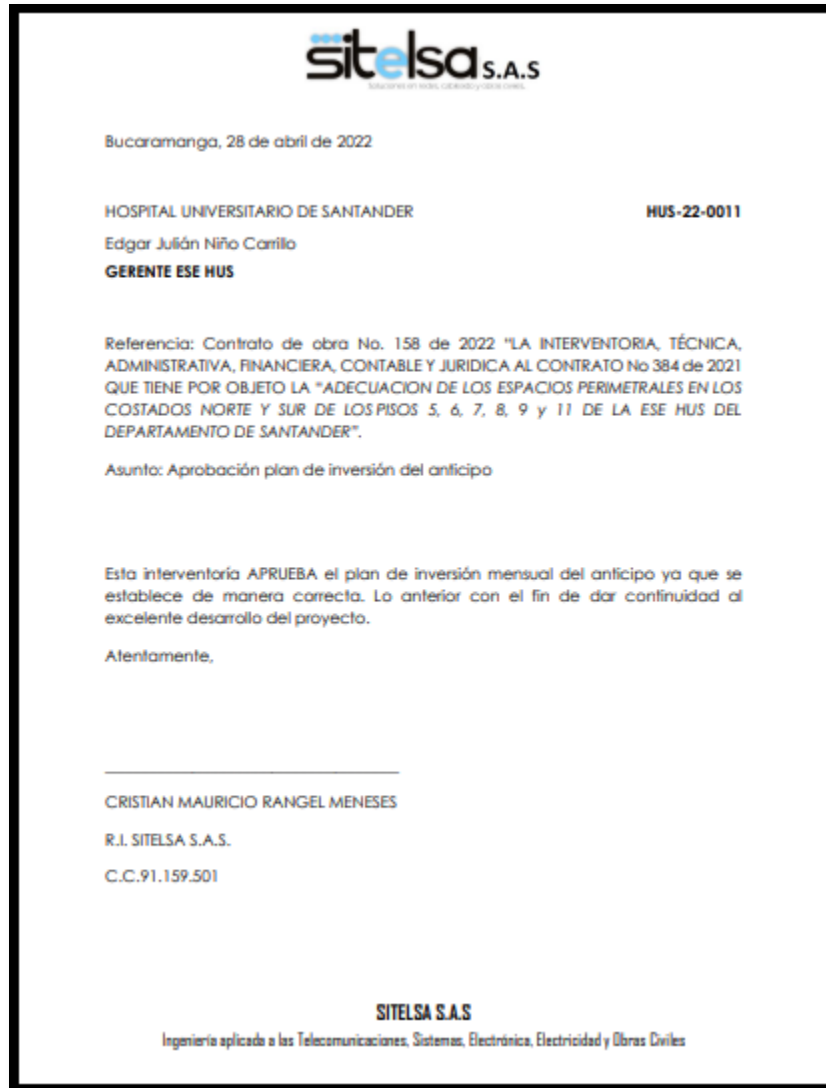 sitelsa S.A.S
Soluciones en redes, cableado y obras civiles.
Bucaramanga, 28 de abril de 2022
HOSPITAL UNIVERSITARIO DE SANTANDER HUS-22-0011
Edgar Julián Niño Carrillo
GERENTE ESE HUS
Referencia: Contrato de obra No. 158 de 2022 "LA INTERVENTORIA, TÉCNICA,
ADMINISTRATIVA, FINANCIERA, CONTABLE Y JURIDICA AL CONTRATO No 384 de 2021
QUE TIENE POR OBJETO LA "ADECUACION DE LOS ESPACIOS PERIMETRALES EN LOS
COSTADOS NORTE Y SUR DE LOS PISOS 5, 6, 7, 8, 9 y 11 DE LA ESE HUS DEL
DEPARTAMENTO DE SANTANDER".
Asunto: Aprobación plan de inversión del anticipo
Esta interventoría APRUEBA el plan de inversión mensual del anticipo ya que se
establece de manera correcta. Lo anterior con el fin de dar continuidad al
excelente desarrollo del proyecto.
Atentamente,
CRISTIAN MAURICIO RANGEL MENESES
R.I. SITELSA S.A.S.
C.C.91.159.501
SITELSA S.A.S
Ingeniería aplicada a las Telecomunicaciones, Sistemas, Electrónica, Electricidad y Obras Civiles